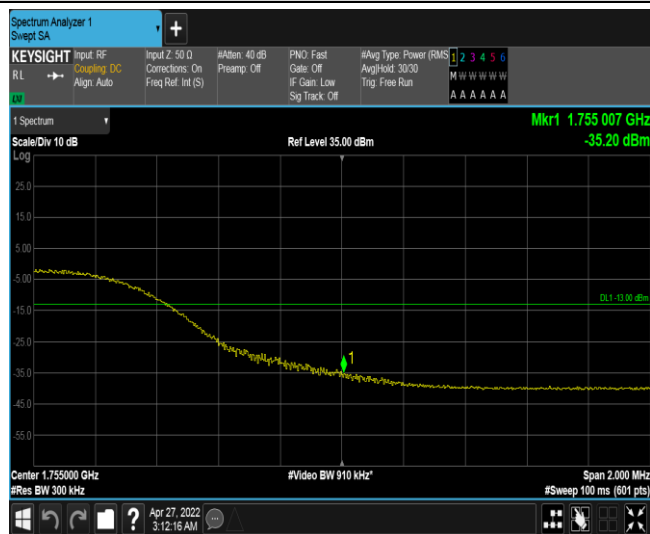 Spectrum Analyzer 1
Swept SA
+
KEYSIGHT
RL
Input: RF
Coupling: DC
Align: Auto
Input Z: 50 Ω
Corrections: On
Freq Ref: Int (S)
#Atten: 40 dB
Preamp: Off
PNO: Fast
Gate: Off
IF Gain: Low
Sig Track: Off
#Avg Type: Power (RMS
Avg|Hold: 30/30
Trig: Free Run
1 2 3 4 5 6
M W W W W W
A A A A A A
1 Spectrum
Scale/Div 10 dB
Ref Level 35.00 dBm
Mkr1 1.755 007 GHz
-35.20 dBm
Log
25.0
15.0
5.00
-5.00
-15.0
-25.0
-35.0
-45.0
-55.0
DL1 -13.00 dBm
1
Center 1.755000 GHz
#Video BW 910 kHz*
Span 2.000 MHz
#Res BW 300 kHz
#Sweep 100 ms (601 pts)
?
Apr 27, 2022
3:12:16 AM